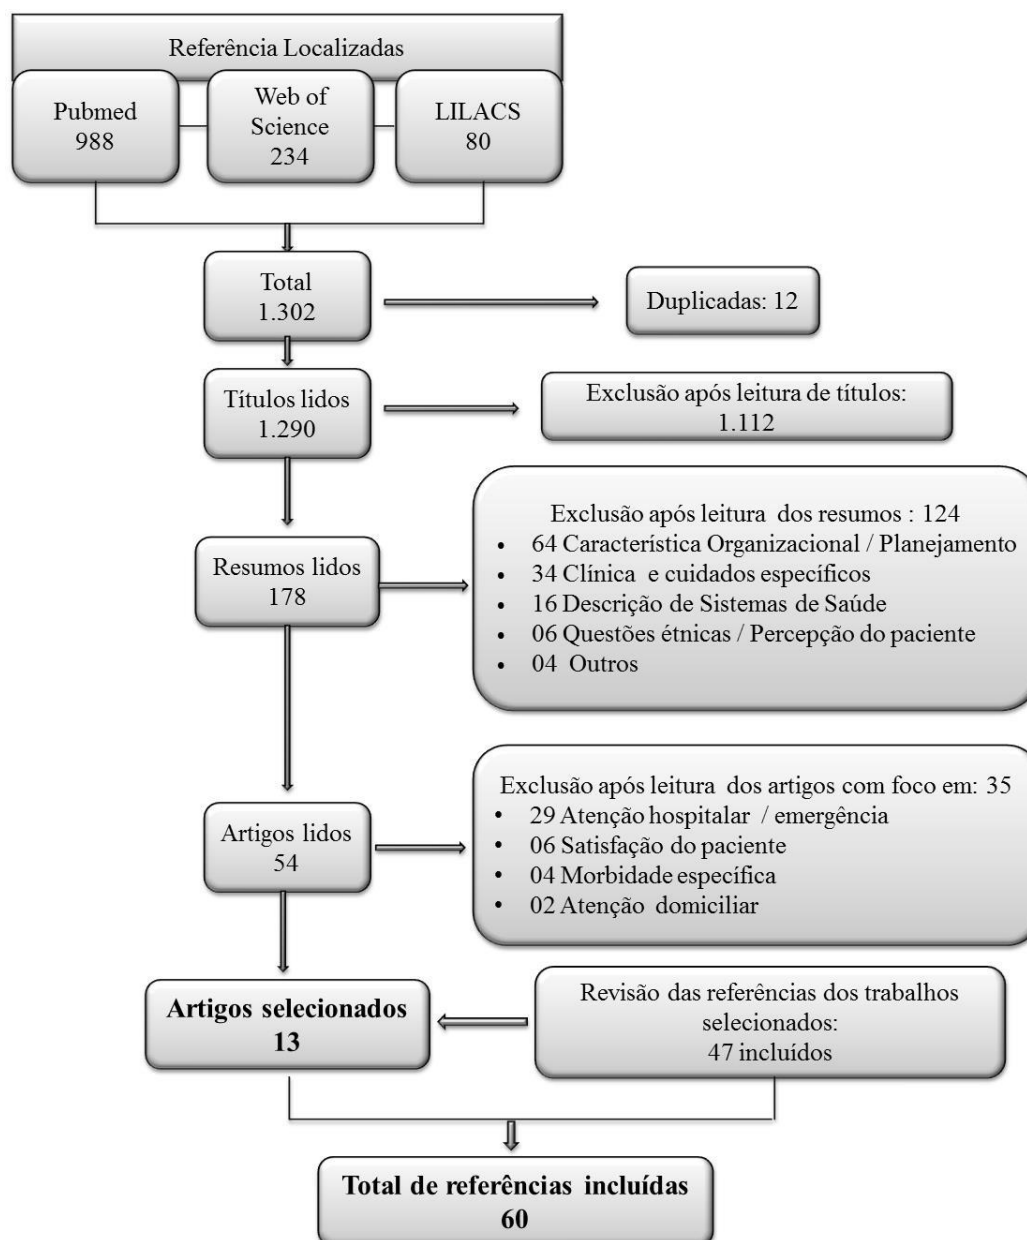 Referência Localizadas
Pubmed
988
Web of
Science
234
LILACS
80
Total
1.302
Duplicadas: 12
Títulos lidos
1.290
Exclusão após leitura de títulos:
1.112
Resumos lidos
178
Exclusão após leitura dos resumos : 124
• 64 Característica Organizacional / Planejamento
• 34 Clínica e cuidados específicos
• 16 Descrição de Sistemas de Saúde
• 06 Questões étnicas / Percepção do paciente
• 04 Outros
Artigos lidos
54
Exclusão após leitura dos artigos com foco em: 35
• 29 Atenção hospitalar / emergência
• 06 Satisfação do paciente
• 04 Morbidade específica
• 02 Atenção domiciliar
Artigos selecionados
13
Revisão das referências dos trabalhos
selecionados:
47 incluídos
Total de referências incluídas
60